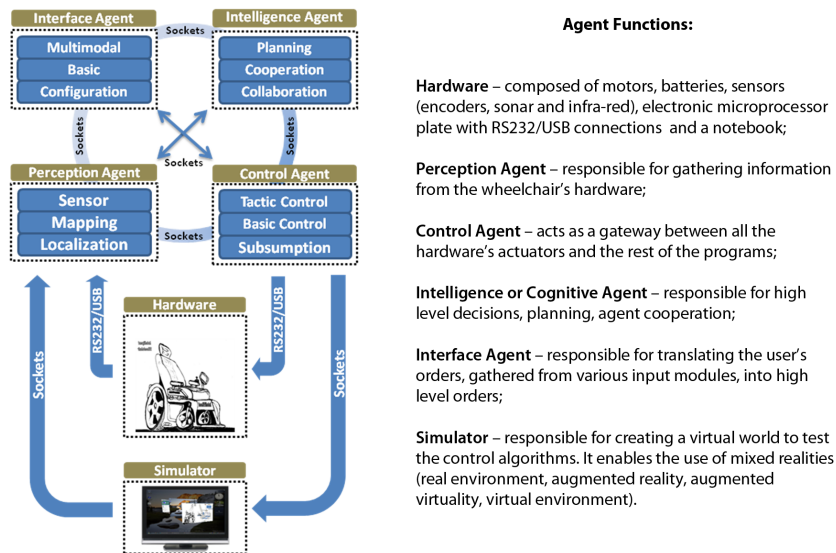 Interface Agent
Intelligence Agent
Sockets
Multimodal
Basic
Configuration
Planning
Cooperation
Collaboration
Sockets
Sockets
Sockets
Perception Agent
Control Agent
Sensor
Mapping
Localization
Tactic Control
Basic Control
Subsumption
Sockets
Hardware
RS232/USB
RS232/USB
Sockets
Sockets
Simulator
Agent Functions:
Hardware – composed of motors, batteries, sensors
(encoders, sonar and infra-red), electronic microprocessor
plate with RS232/USB connections and a notebook;
Perception Agent – responsible for gathering information
from the wheelchair's hardware;
Control Agent – acts as a gateway between all the
hardware's actuators and the rest of the programs;
Intelligence or Cognitive Agent – responsible for high
level decisions, planning, agent cooperation;
Interface Agent – responsible for translating the user's
orders, gathered from various input modules, into high
level orders;
Simulator – responsible for creating a virtual world to test
the control algorithms. It enables the use of mixed realities
(real environment, augmented reality, augmented
virtuality, virtual environment).